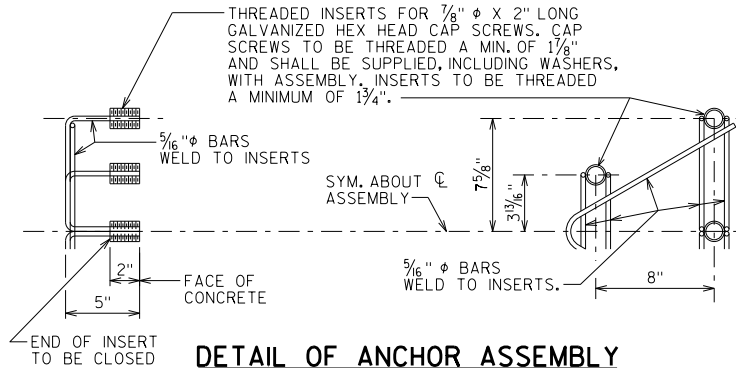 THREADED INSERTS FOR 7/8" φ X 2" LONG
GALVANIZED HEX HEAD CAP SCREWS. CAP
SCREWS TO BE THREADED A MIN. OF 1 7/8"
AND SHALL BE SUPPLIED, INCLUDING WASHERS,
WITH ASSEMBLY. INSERTS TO BE THREADED
A MINIMUM OF 1 3/4".
5/16"φ BARS
WELD TO INSERTS
7 5/8"
SYM. ABOUT ℄
ASSEMBLY
3 13/16"
2"
FACE OF
CONCRETE
5"
5/16" φ BARS
WELD TO INSERTS.
8"
END OF INSERT
TO BE CLOSED
DETAIL OF ANCHOR ASSEMBLY